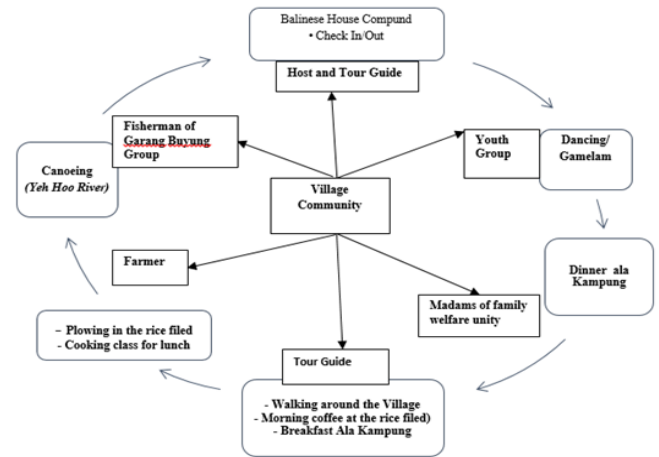 Balinese House Compund
• Check In/Out
Host and Tour Guide
Fisherman of
Garang Buyung
Group
Youth
Group
Dancing/
Gamelam
Canoeing
(Yeh Hoo River)
Village
Community
Farmer
Dinner ala
Kampung
Madams of family
welfare unity
– Plowing in the rice filed
- Cooking class for lunch
Tour Guide
- Walking around the Village
- Morning coffee at the rice filed)
- Breakfast Ala Kampung